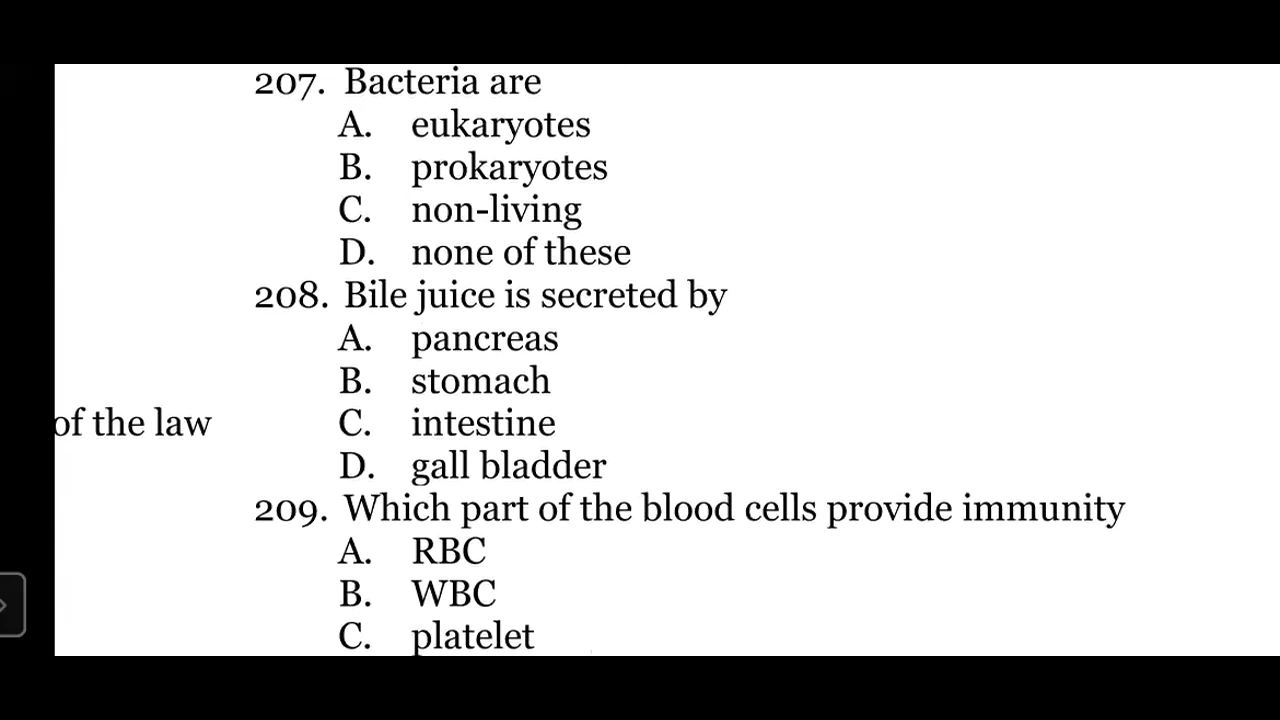 207. Bacteria are
A. eukaryotes
B. prokaryotes
C. non-living
D. none of these
208. Bile juice is secreted by
A. pancreas
B. stomach
of the law
C. intestine
D. gall bladder
209. Which part of the blood cells provide immunity
A. RBC
B. WBC
C. platelet